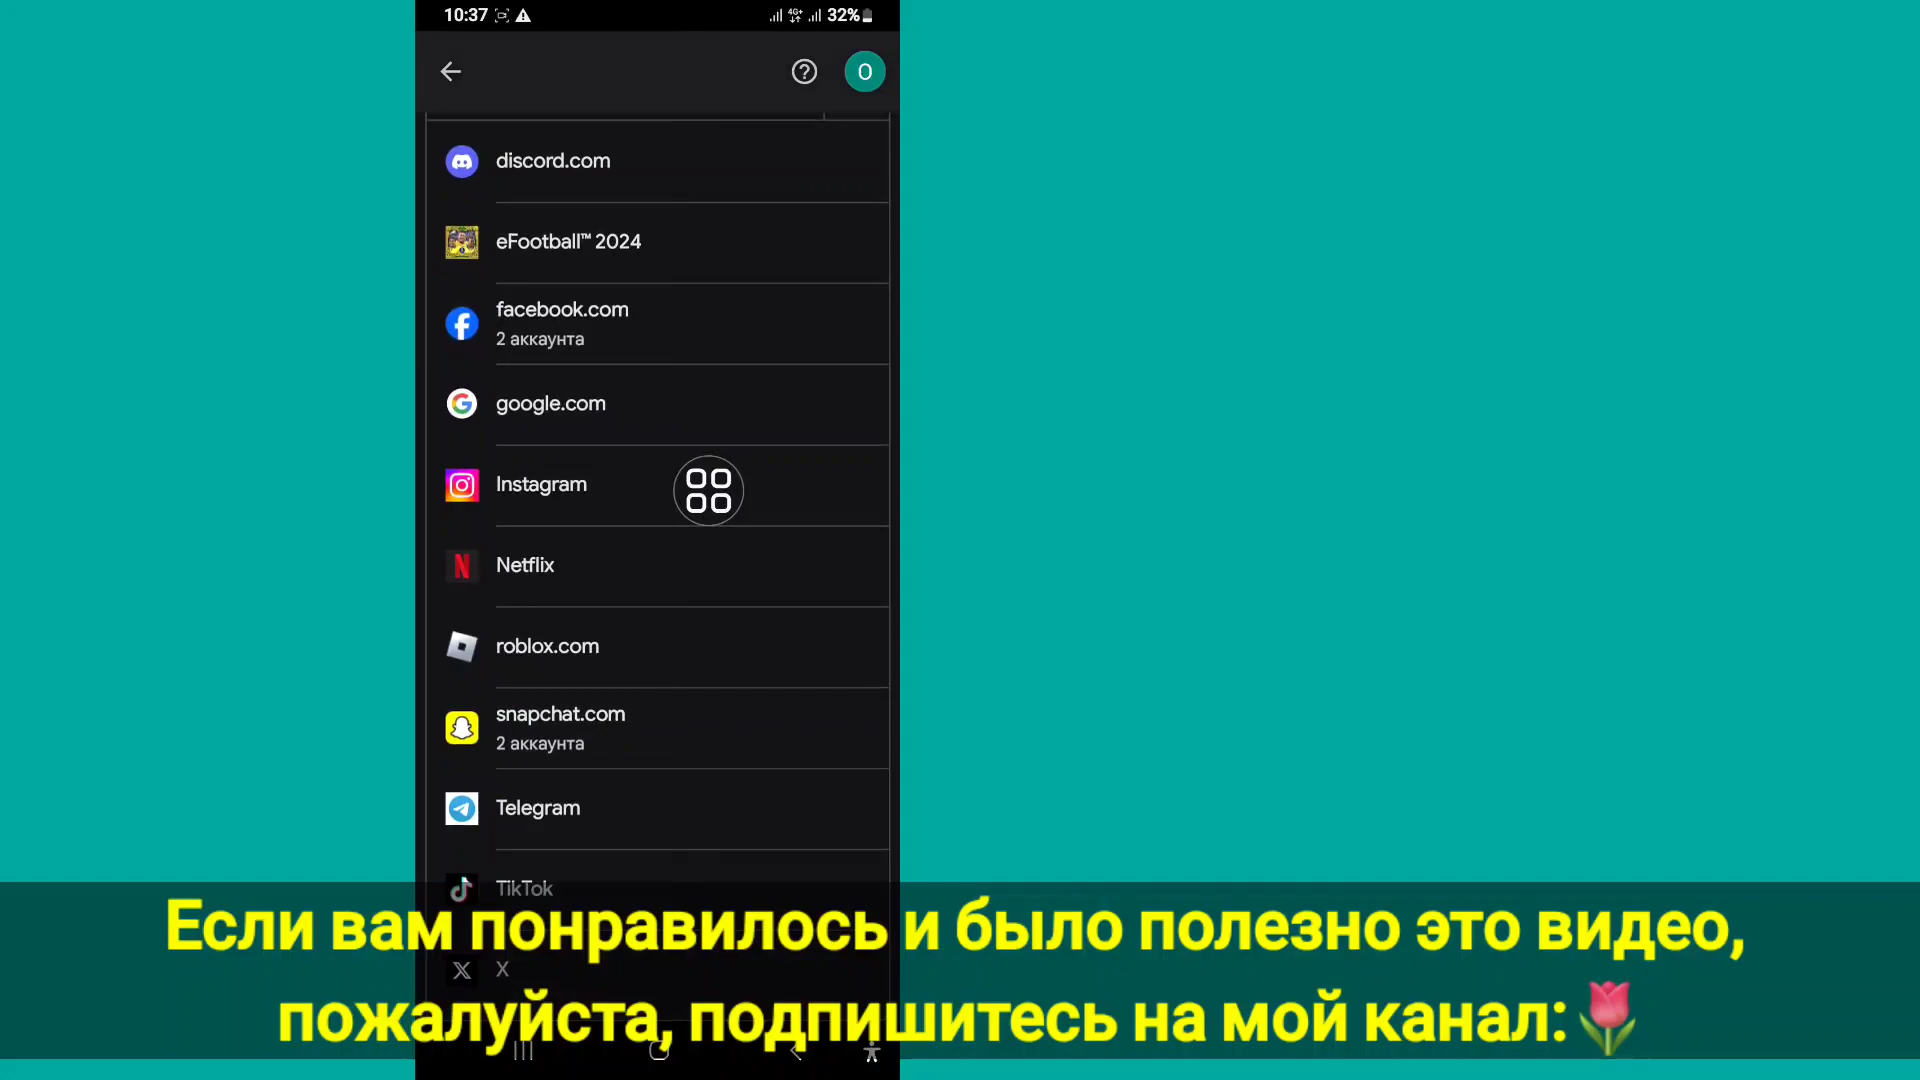 10:37
4G+
32%
O
discord.com
eFootball™ 2024
facebook.com
2 аккаунта
google.com
Instagram
Netflix
roblox.com
snapchat.com
2 аккаунта
Telegram
TikTok
X
Если вам понравилось и было полезно это видео,
пожалуйста, подпишитесь на мой канал:🌷